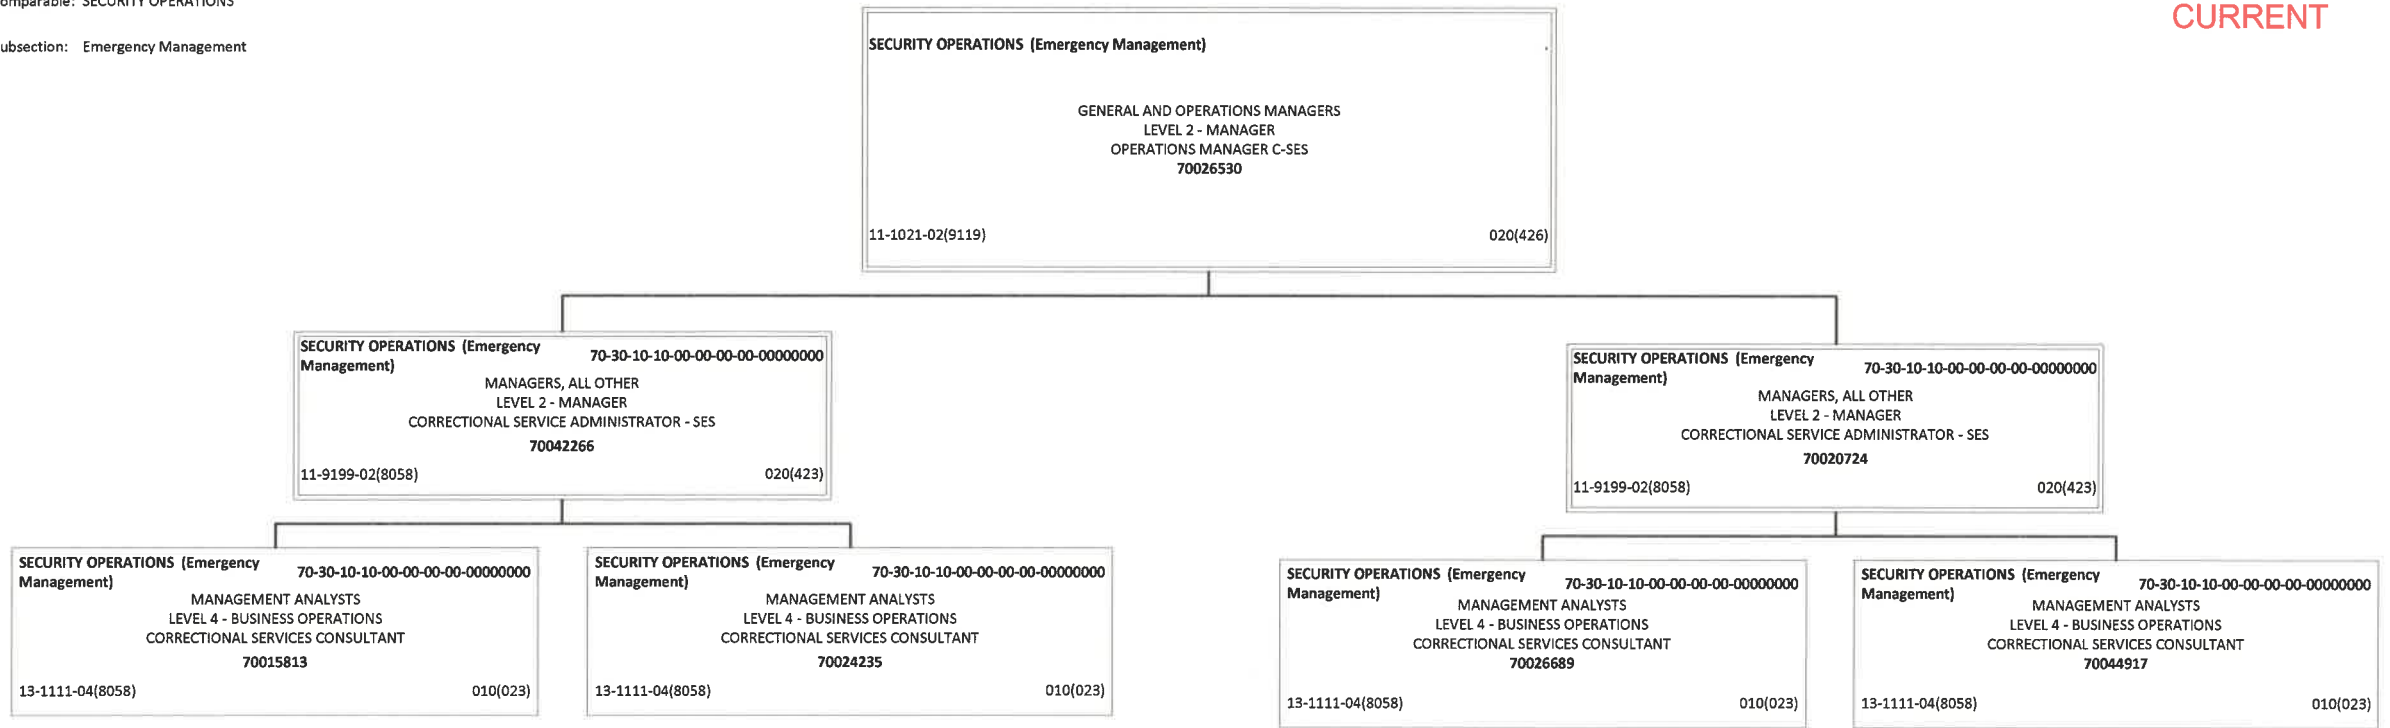 omparable: SECURITY OPERATIONS
CURRENT
ubsection: Emergency Management
SECURITY OPERATIONS (Emergency Management)
GENERAL AND OPERATIONS MANAGERS
LEVEL 2 - MANAGER
OPERATIONS MANAGER C-SES
70026530
11-1021-02(9119) 020(426)
SECURITY OPERATIONS (Emergency
Management)
70-30-10-10-00-00-00-00-00000000
MANAGERS, ALL OTHER
LEVEL 2 - MANAGER
CORRECTIONAL SERVICE ADMINISTRATOR - SES
70042266
11-9199-02(8058) 020(423)
SECURITY OPERATIONS (Emergency
Management)
70-30-10-10-00-00-00-00-00000000
MANAGERS, ALL OTHER
LEVEL 2 - MANAGER
CORRECTIONAL SERVICE ADMINISTRATOR - SES
70020724
11-9199-02(8058) 020(423)
SECURITY OPERATIONS (Emergency
Management)
70-30-10-10-00-00-00-00-00000000
MANAGEMENT ANALYSTS
LEVEL 4 - BUSINESS OPERATIONS
CORRECTIONAL SERVICES CONSULTANT
70015813
13-1111-04(8058) 010(023)
SECURITY OPERATIONS (Emergency
Management)
70-30-10-10-00-00-00-00-00000000
MANAGEMENT ANALYSTS
LEVEL 4 - BUSINESS OPERATIONS
CORRECTIONAL SERVICES CONSULTANT
70024235
13-1111-04(8058) 010(023)
SECURITY OPERATIONS (Emergency
Management)
70-30-10-10-00-00-00-00-00000000
MANAGEMENT ANALYSTS
LEVEL 4 - BUSINESS OPERATIONS
CORRECTIONAL SERVICES CONSULTANT
70026689
13-1111-04(8058) 010(023)
SECURITY OPERATIONS (Emergency
Management)
70-30-10-10-00-00-00-00-00000000
MANAGEMENT ANALYSTS
LEVEL 4 - BUSINESS OPERATIONS
CORRECTIONAL SERVICES CONSULTANT
70044917
13-1111-04(8058) 010(023)